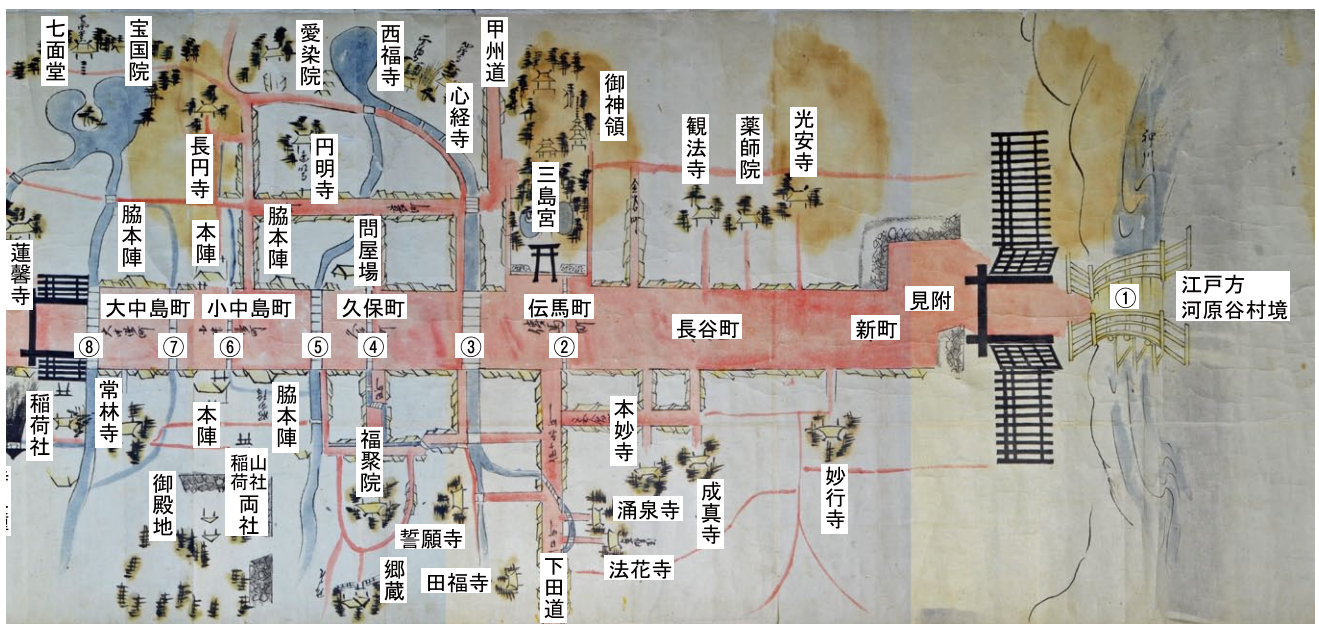 七面堂
宝国院
愛染院
西福寺
心経寺
甲州道
御神領
観法寺
薬師院
光安寺
長円寺
円明寺
三島宮
蓮馨寺
脇本陣
本陣
脇本陣
問屋場
大中島町
小中島町
久保町
伝馬町
長谷町
新町
見附
①
江戸方
河原谷村境
⑧
⑦
⑥
⑤
④
③
②
稲荷社
常林寺
本陣
脇本陣
福聚院
本妙寺
御殿地
山社
稲荷
両社
誓願寺
涌泉寺
成真寺
妙行寺
郷蔵
田福寺
下田道
法花寺